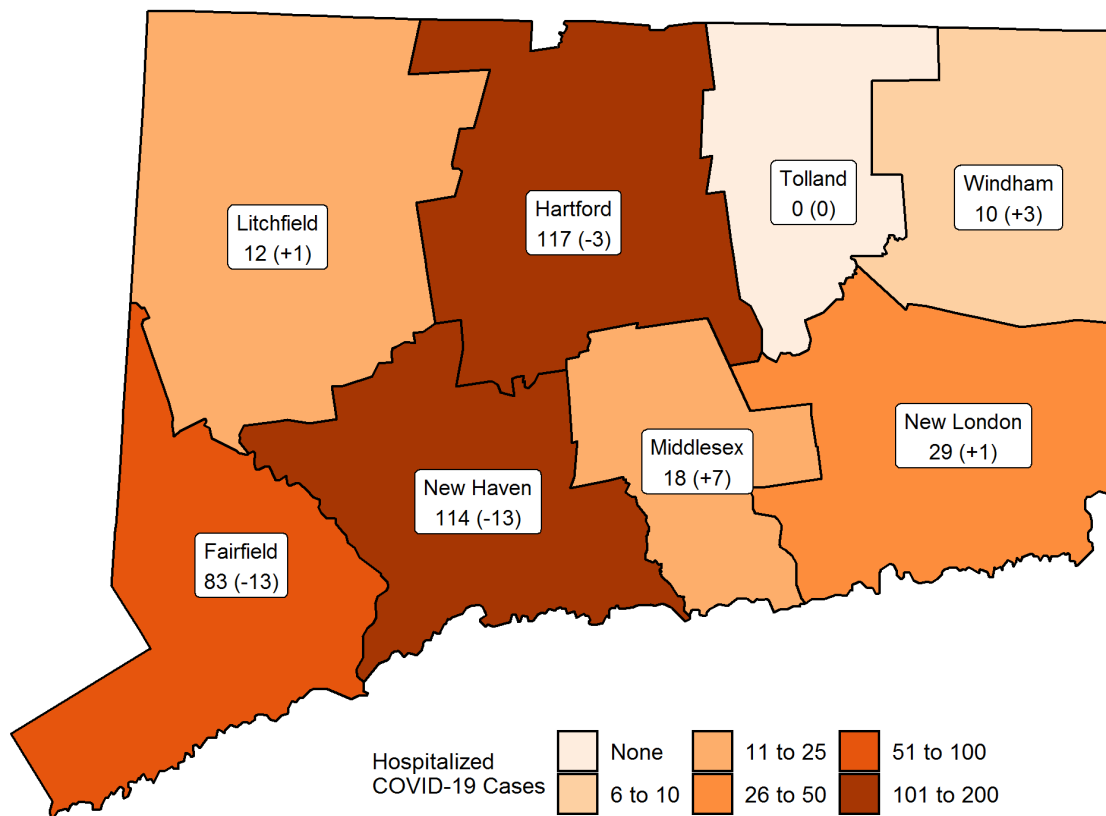 Tolland
0 (0)
Windham
10 (+3)
Hartford
117 (-3)
Litchfield
12 (+1)
New London
29 (+1)
Middlesex
18 (+7)
New Haven
114 (-13)
Fairfield
83 (-13)
Hospitalized
COVID-19 Cases
None
6 to 10
11 to 25
26 to 50
51 to 100
101 to 200